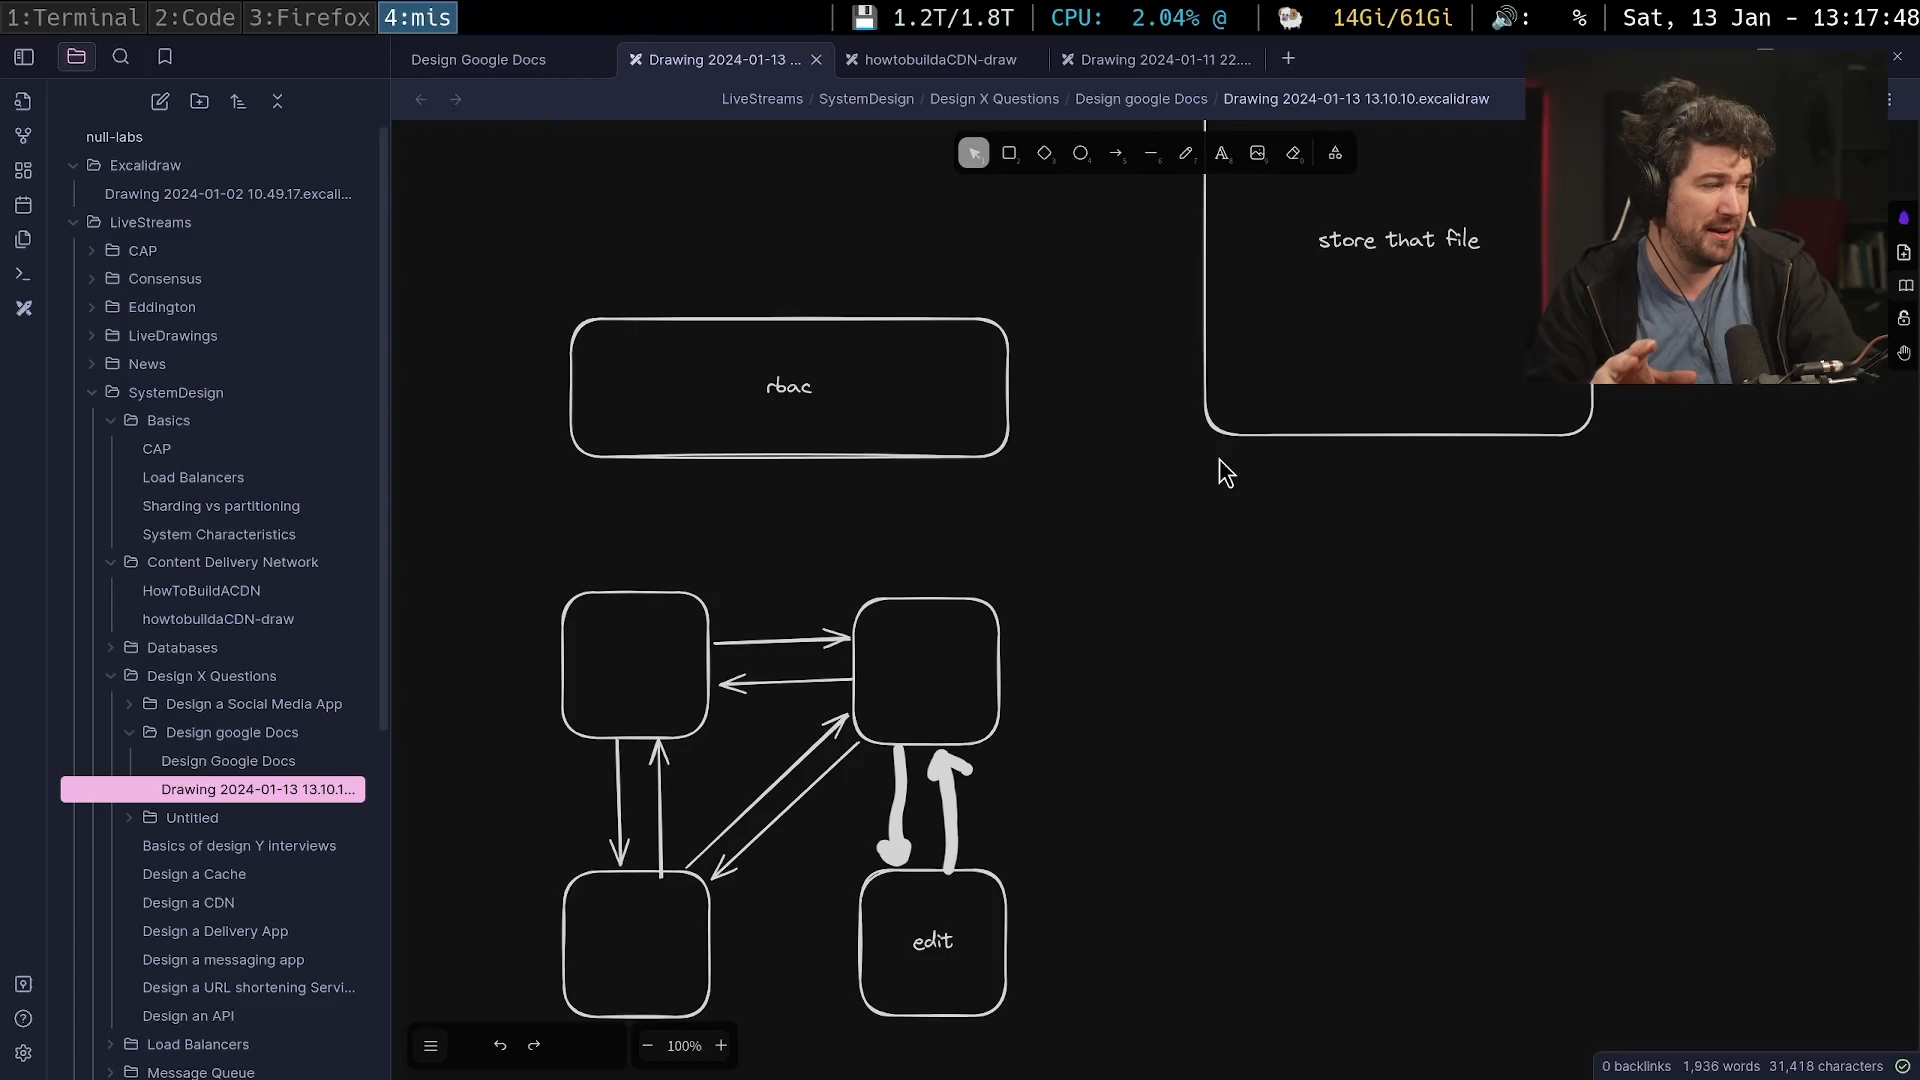 1:Terminal 2:Code 3:Firefox 4:mis
1.2T/1.8T CPU: 2.04% @ 14Gi/61Gi : % Sat, 13 Jan - 13:17:48
Design Google Docs
Drawing 2024-01-13 ...
howtobuildaCDN-draw
Drawing 2024-01-11 22....
LiveStreams / SystemDesign / Design X Questions / Design google Docs / Drawing 2024-01-13 13.10.10.excalidraw
null-labs
Excalidraw
Drawing 2024-01-02 10.49.17.excali...
LiveStreams
CAP
Consensus
Eddington
LiveDrawings
News
SystemDesign
Basics
CAP
Load Balancers
Sharding vs partitioning
System Characteristics
Content Delivery Network
HowToBuildACDN
howtobuildaCDN-draw
Databases
Design X Questions
Design a Social Media App
Design google Docs
Design Google Docs
Drawing 2024-01-13 13.10.1...
Untitled
Basics of design Y interviews
Design a Cache
Design a CDN
Design a Delivery App
Design a messaging app
Design a URL shortening Servi...
Design an API
Load Balancers
Message Queue
store that file
rbac
edit
100%
0 backlinks 1,936 words 31,418 characters